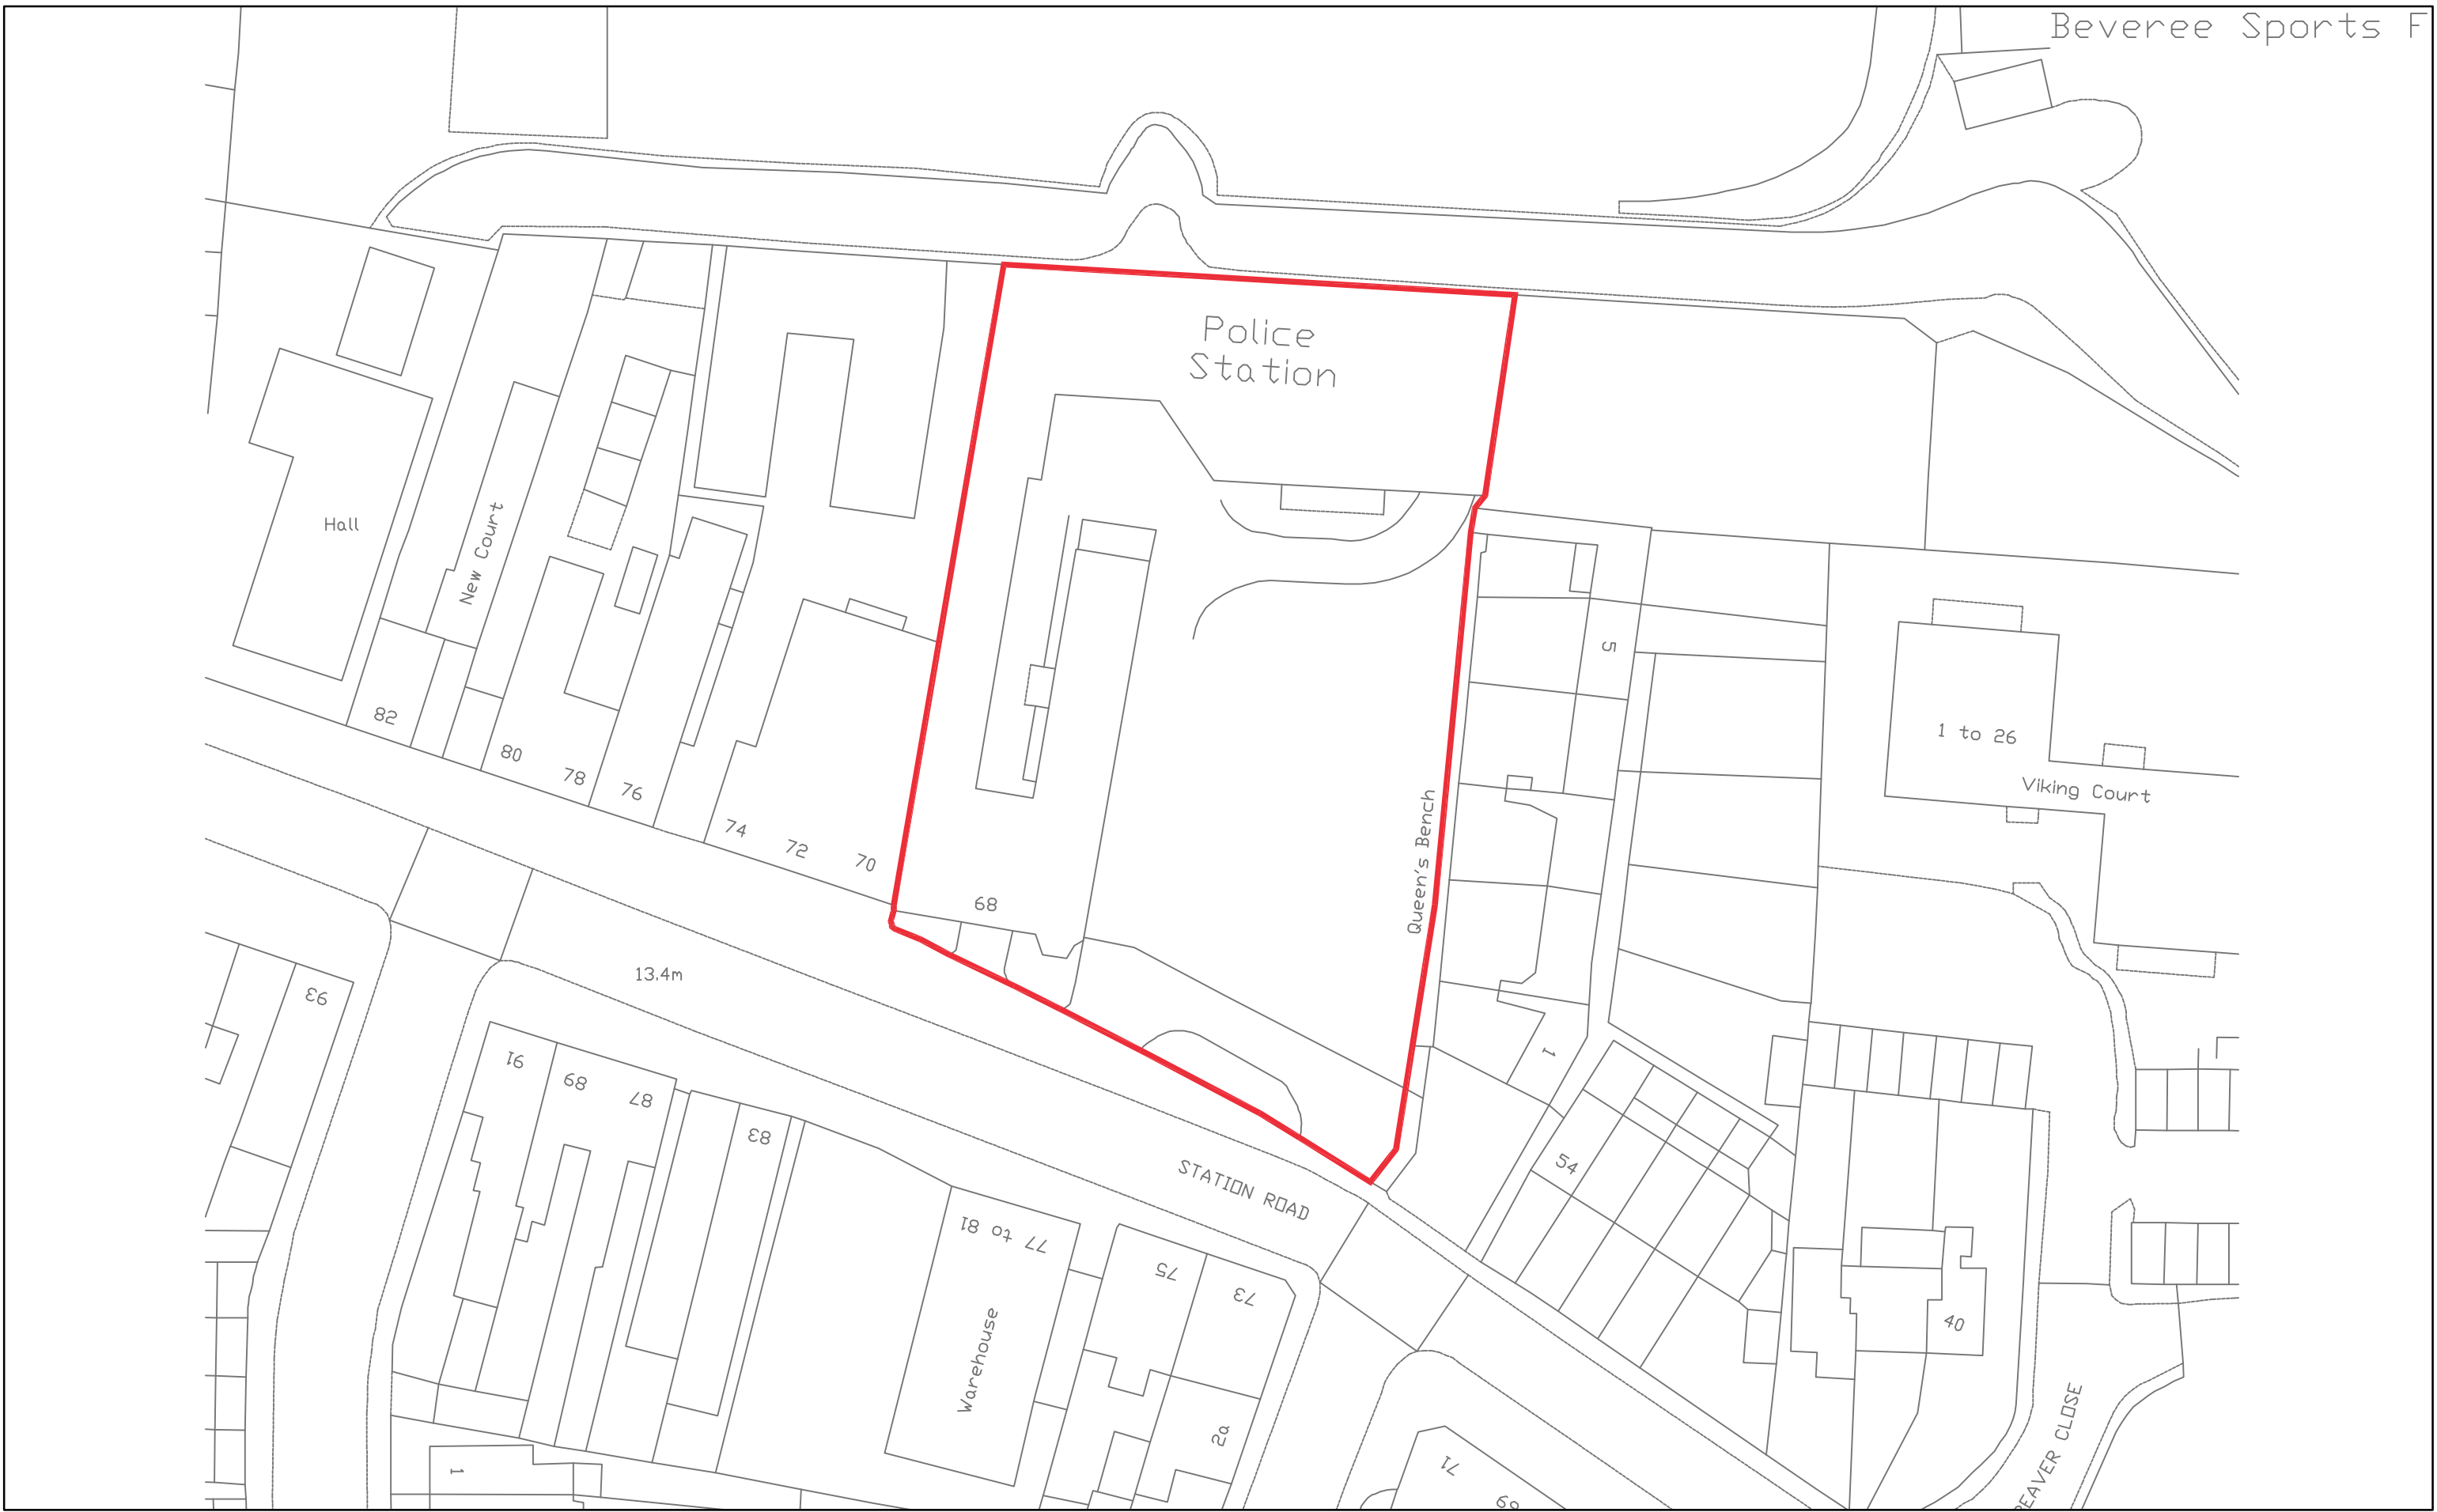 Beveree Sports F
Police
Station
Hall
New Court
5
1 to 26
Viking Court
82
80
78
76
74
72
70
68
Queen's Bench
13.4m
93
91
89
87
83
1
54
STATION ROAD
77 to 81
75
73
Warehouse
40
2a
1
71
69
EAVER CLOSE